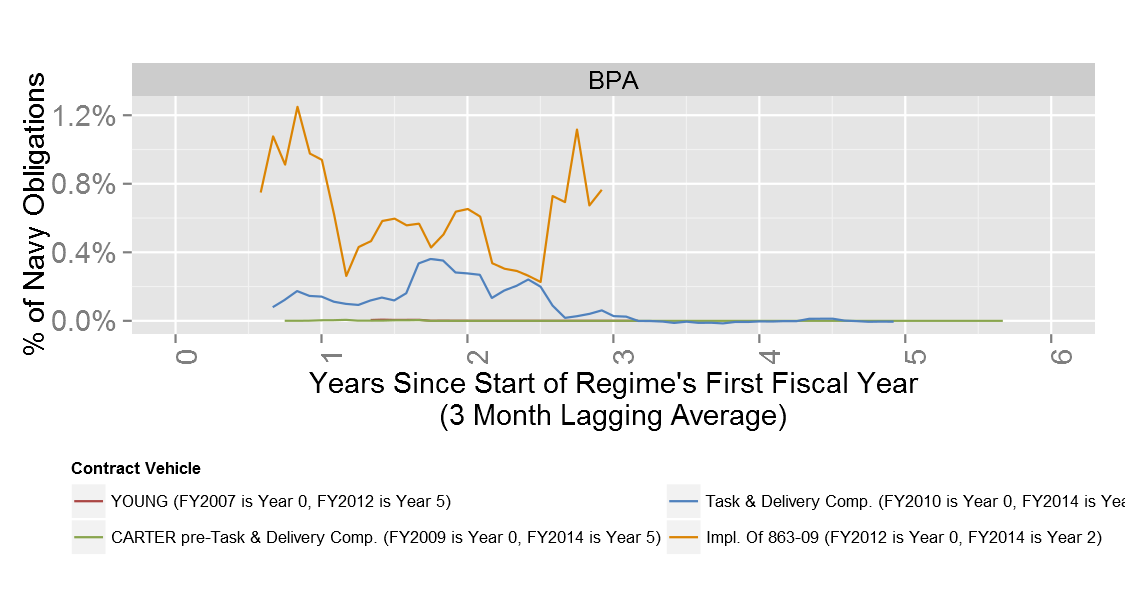 BPA
% of Navy Obligations
1.2%
0.8%
0.4%
0.0%
0 1 2 3 4 5 6
Years Since Start of Regime's First Fiscal Year
(3 Month Lagging Average)
Contract Vehicle
YOUNG (FY2007 is Year 0, FY2012 is Year 5)
Task & Delivery Comp. (FY2010 is Year 0, FY2014 is Yea
CARTER pre-Task & Delivery Comp. (FY2009 is Year 0, FY2014 is Year 5)
Impl. Of 863-09 (FY2012 is Year 0, FY2014 is Year 2)